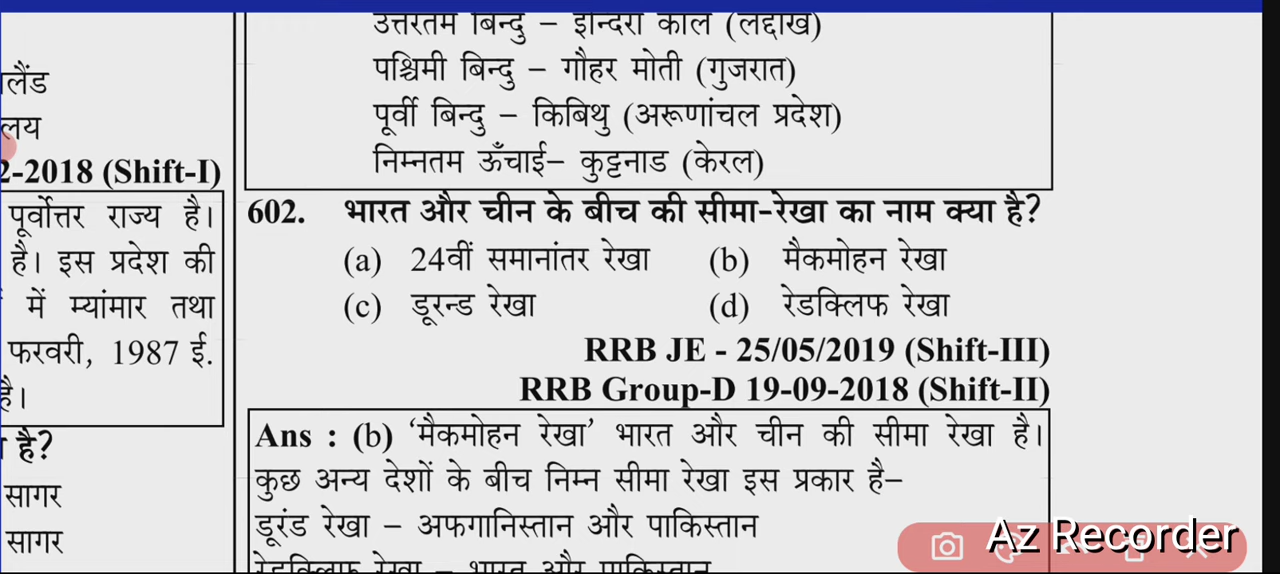 लैंड
लय
2-2018 (Shift-I)
पूर्वोत्तर राज्य है।
है। इस प्रदेश की
में म्यांमार तथा
फरवरी, 1987 ई.
है।
है?
सागर
सागर
उत्तरतम बिन्दु – इन्दिरा कॉल (लद्दाख)
पश्चिमी बिन्दु – गौहर मोती (गुजरात)
पूर्वी बिन्दु – किबिथु (अरूणांचल प्रदेश)
निम्नतम ऊँचाई– कुट्टनाड (केरल)
602. भारत और चीन के बीच की सीमा-रेखा का नाम क्या है?
(a) 24वीं समानांतर रेखा (b) मैकमोहन रेखा
(c) डूरन्ड रेखा (d) रेडक्लिफ रेखा
RRB JE - 25/05/2019 (Shift-III)
RRB Group-D 19-09-2018 (Shift-II)
Ans : (b) ‘मैकमोहन रेखा’ भारत और चीन की सीमा रेखा है।
कुछ अन्य देशों के बीच निम्न सीमा रेखा इस प्रकार है–
डूरंड रेखा – अफगानिस्तान और पाकिस्तान
रेडक्लिफ रेखा – भारत और पाकिस्तान
Az Recorder